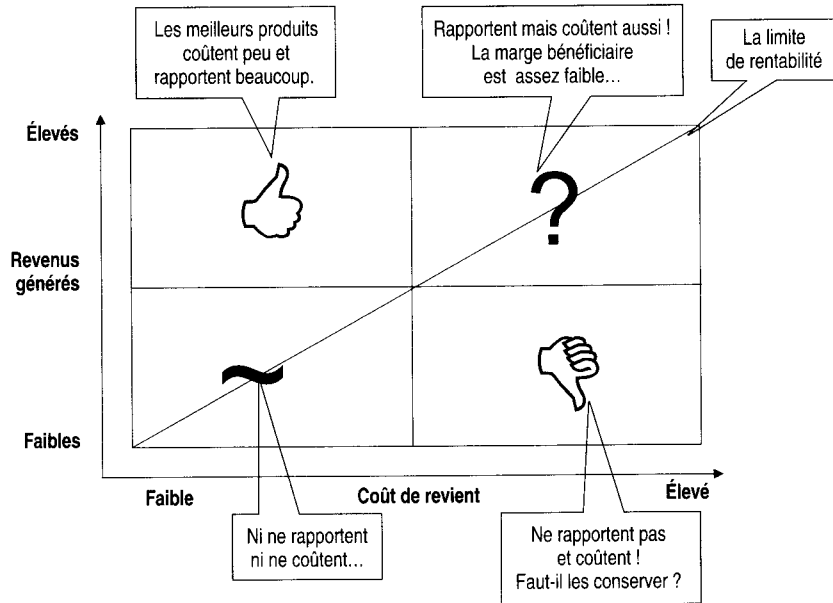 Les meilleurs produits
coûtent peu et
rapportent beaucoup.
Rapportent mais coûtent aussi !
La marge bénéficiaire
est assez faible...
La limite
de rentabilité
Élevés
?
Revenus
générés
Faibles
Faible
Coût de revient
Élevé
Ni ne rapportent
ni ne coûtent...
Ne rapportent pas
et coûtent !
Faut-il les conserver ?